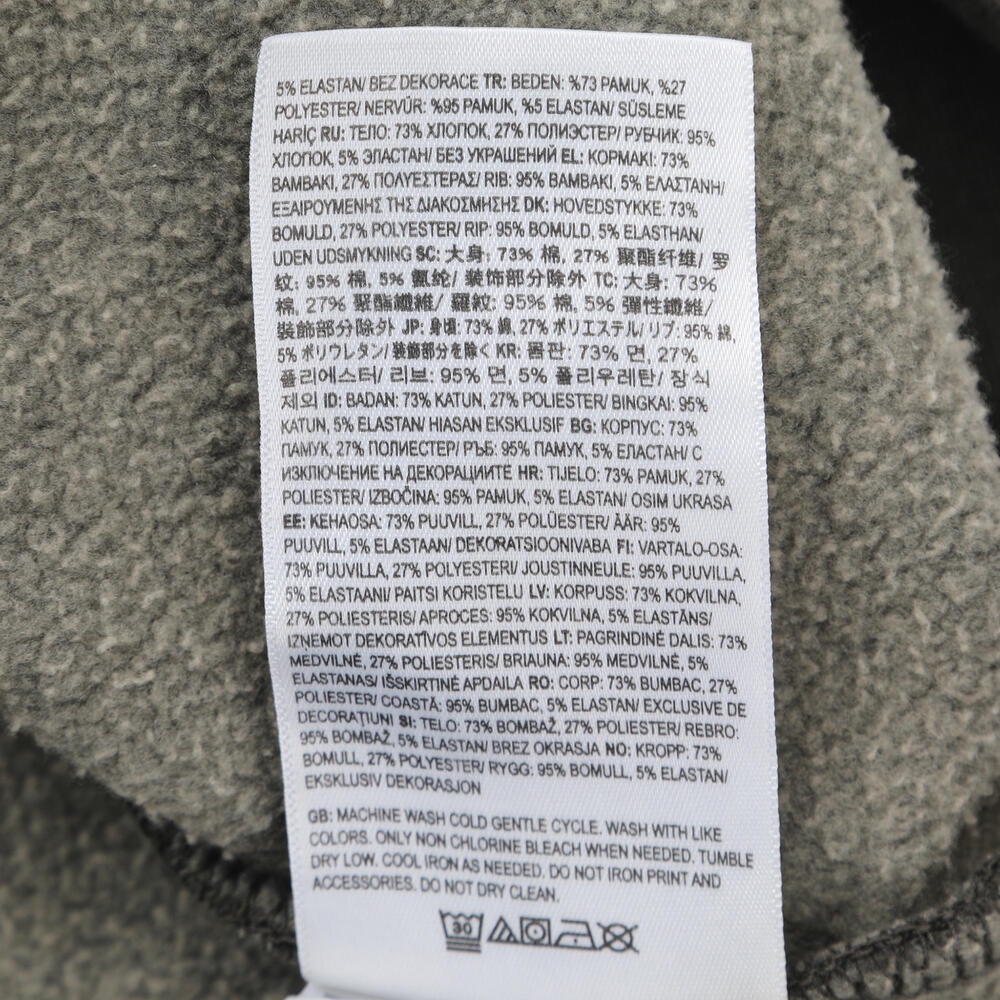 5% ELASTAN/ BEZ DEKORACE TR: BEDEN: %73 PAMUK, %27
POLYESTER/ NERVÜR: %95 PAMUK, %5 ELASTAN/ SÜSLEME
HARİÇ RU: ТЕЛО: 73% ХЛОПОК, 27% ПОЛИЭСТЕР/ РУБЧИК: 95%
ХЛОПОК, 5% ЭЛАСТАН/ БЕЗ УКРАШЕНИЙ EL: ΚΟΡΜΑΚΙ: 73%
ΒΑΜΒΑΚΙ, 27% ΠΟΛΥΕΣΤΕΡΑΣ/ RIB: 95% ΒΑΜΒΑΚΙ, 5% ΕΛΑΣΤΑΝΗ/
ΕΞΑΙΡΟΥΜΕΝΗΣ ΤΗΣ ΔΙΑΚΟΣΜΗΣΗΣ DK: HOVEDSTYKKE: 73%
BOMULD, 27% POLYESTER/ RIP: 95% BOMULD, 5% ELASTHAN/
UDEN UDSMYKNING SC: 大身: 73% 棉, 27% 聚酯纤维/ 罗
纹: 95% 棉, 5% 氨纶/ 装饰部分除外 TC: 大身: 73%
棉, 27% 聚酯纖維/ 羅紋: 95% 棉, 5% 彈性纖維/
裝飾部分除外 JP: 身頃: 73% 綿, 27% ポリエステル/ リブ: 95% 綿,
5% ポリウレタン/ 装飾部分を除く KR: 몸판: 73% 면, 27%
폴리에스터/ 리브: 95% 면, 5% 폴리우레탄/ 장식
제외 ID: BADAN: 73% KATUN, 27% POLIESTER/ BINGKAI: 95%
KATUN, 5% ELASTAN/ HIASAN EKSKLUSIF BG: КОРПУС: 73%
ПАМУК, 27% ПОЛИЕСТЕР/ РЪБ: 95% ПАМУК, 5% ЕЛАСТАН/ С
ИЗКЛЮЧЕНИЕ НА ДЕКОРАЦИИТЕ HR: TIJELO: 73% PAMUK, 27%
POLIESTER/ IZBOČINA: 95% PAMUK, 5% ELASTAN/ OSIM UKRASA
EE: KEHAOSA: 73% PUUVILL, 27% POLÜESTER/ ÄÄR: 95%
PUUVILL, 5% ELASTAAN/ DEKORATSIOONIVABA FI: VARTALO-OSA:
73% PUUVILLA, 27% POLYESTERI/ JOUSTINNEULE: 95% PUUVILLA,
5% ELASTAANI/ PAITSI KORISTELU LV: KORPUSS: 73% KOKVILNA,
27% POLIESTERIS/ APROCES: 95% KOKVILNA, 5% ELASTĀNS/
IZŅEMOT DEKORATĪVOS ELEMENTUS LT: PAGRINDINĖ DALIS: 73%
MEDVILNĖ, 27% POLIESTERIS/ BRIAUNA: 95% MEDVILNĖ, 5%
ELASTANAS/ IŠSKIRTINĖ APDAILA RO: CORP: 73% BUMBAC, 27%
POLIESTER/ COASTĂ: 95% BUMBAC, 5% ELASTAN/ EXCLUSIVE DE
DECORAȚIUNI SI: TELO: 73% BOMBAŽ, 27% POLIESTER/ REBRO:
95% BOMBAŽ, 5% ELASTAN/ BREZ OKRASJA NO: KROPP: 73%
BOMULL, 27% POLYESTER/ RYGG: 95% BOMULL, 5% ELASTAN/
EKSKLUSIV DEKORASJON
GB: MACHINE WASH COLD GENTLE CYCLE. WASH WITH LIKE
COLORS. ONLY NON CHLORINE BLEACH WHEN NEEDED. TUMBLE
DRY LOW. COOL IRON AS NEEDED. DO NOT IRON PRINT AND
ACCESSORIES. DO NOT DRY CLEAN.
30